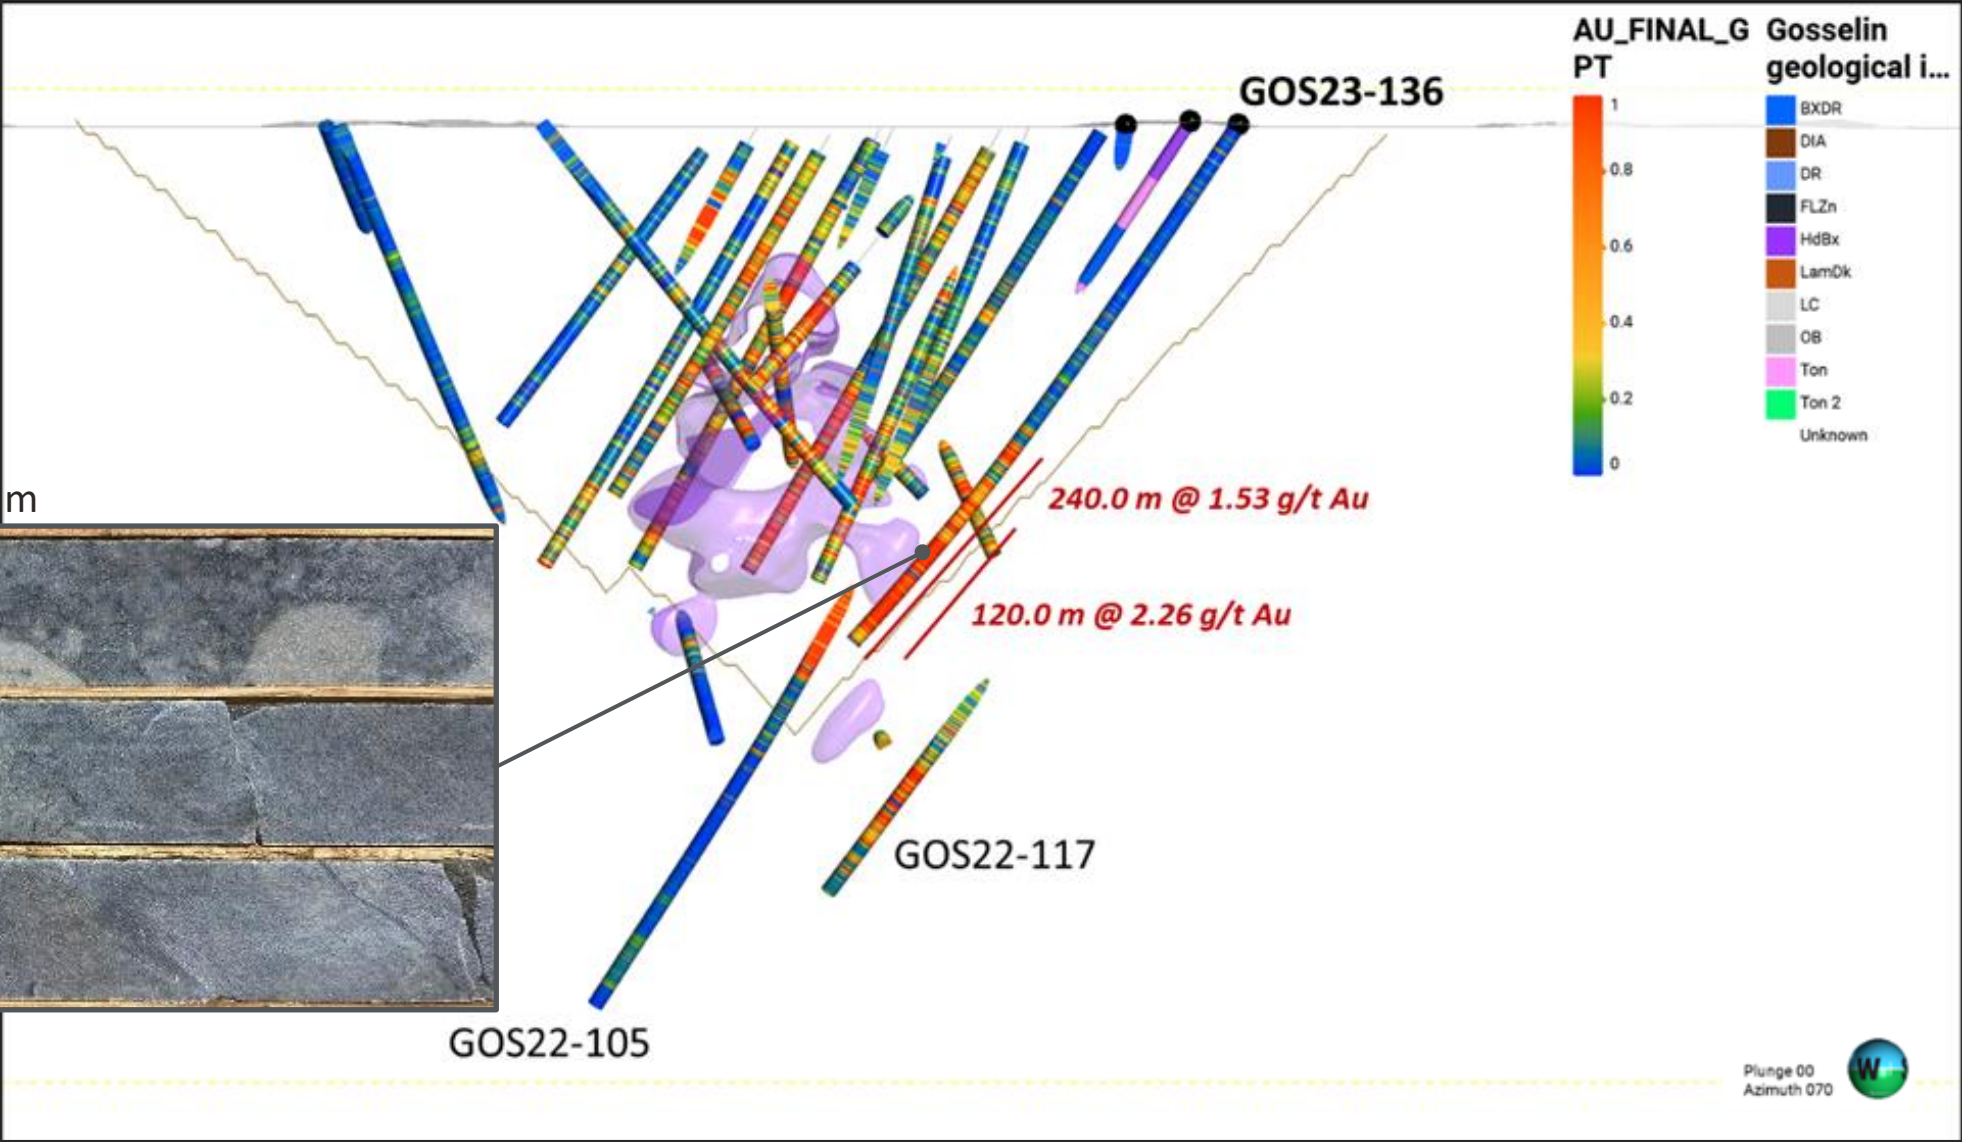 AU_FINAL_G
PT
1
0.8
0.6
0.4
0.2
0
Gosselin
geological i...
BXDR
DIA
DR
FLZn
HdBx
LamDk
LC
OB
Ton
Ton 2
Unknown
GOS23-136
240.0 m @ 1.53 g/t Au
m
120.0 m @ 2.26 g/t Au
GOS22-117
GOS22-105
Plunge 00
Azimuth 070
W